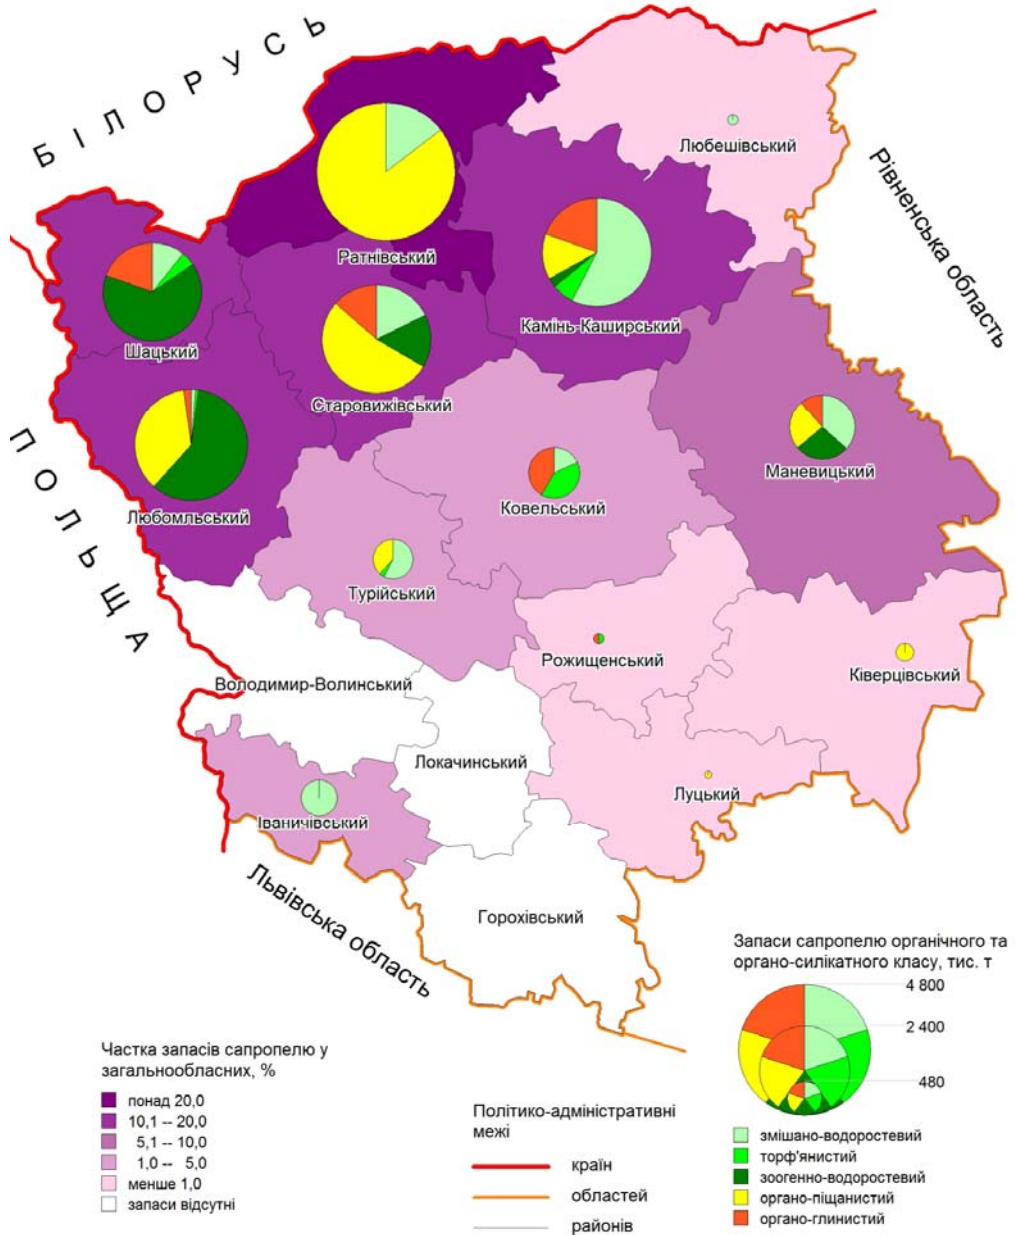 БІЛОРУСЬ
Любешівський
Рівненська область
Ратнівський
Камінь-Каширський
Шацький
Старовижівський
ПОЛЬЩА
Маневицький
Ковельський
Любомльський
Турійський
Рожищенський
Ківерцівський
Володимир-Волинський
Локачинський
Луцький
Іваничівський
Львівська область
Горохівський
Запаси сапропелю органічного та
органо-силікатного класу, тис. т
4 800
2 400
480
змішано-водоростевий
торф'янистий
зоогенно-водоростевий
органо-піщанистий
органо-глинистий
Частка запасів сапропелю у
загальнообласних, %
понад 20,0
10,1 -- 20,0
5,1 -- 10,0
1,0 -- 5,0
менше 1,0
запаси відсутні
Політико-адміністративні
межі
країн
областей
районів